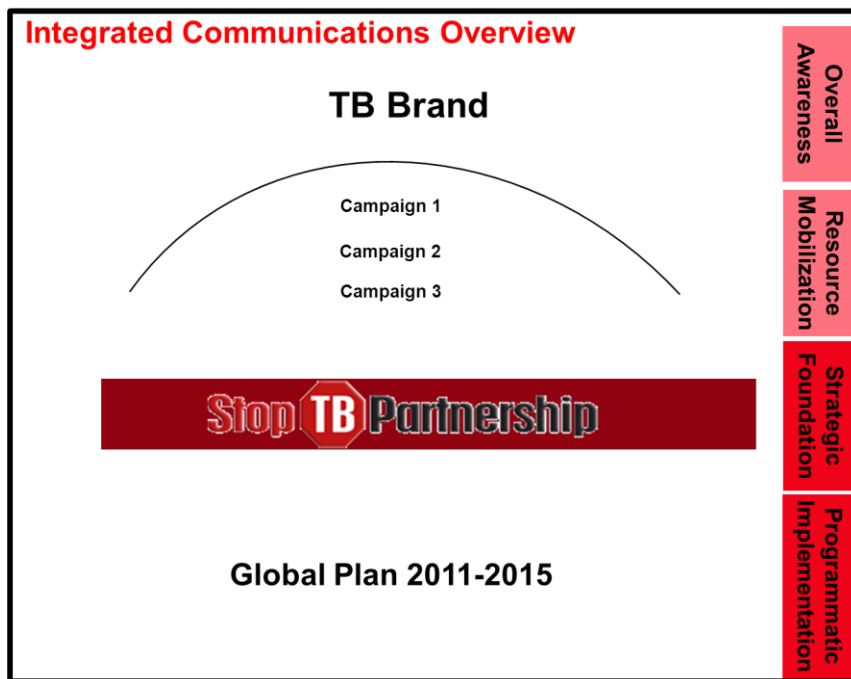 Integrated Communications Overview
TB Brand
Campaign 1
Campaign 2
Campaign 3
Stop TB Partnership
Global Plan 2011-2015
Overall
Awareness
Resource
Mobilization
Strategic
Foundation
Programmatic
Implementation